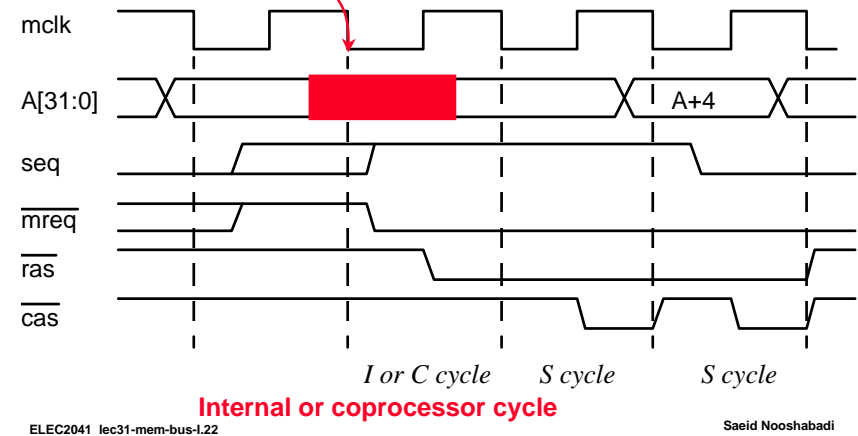 mclk
A[31:0]
A+4
seq
mreq
ras
cas
I or C cycle S cycle S cycle
Internal or coprocessor cycle
ELEC2041 lec31-mem-bus-I.22 Saeid Nooshabadi